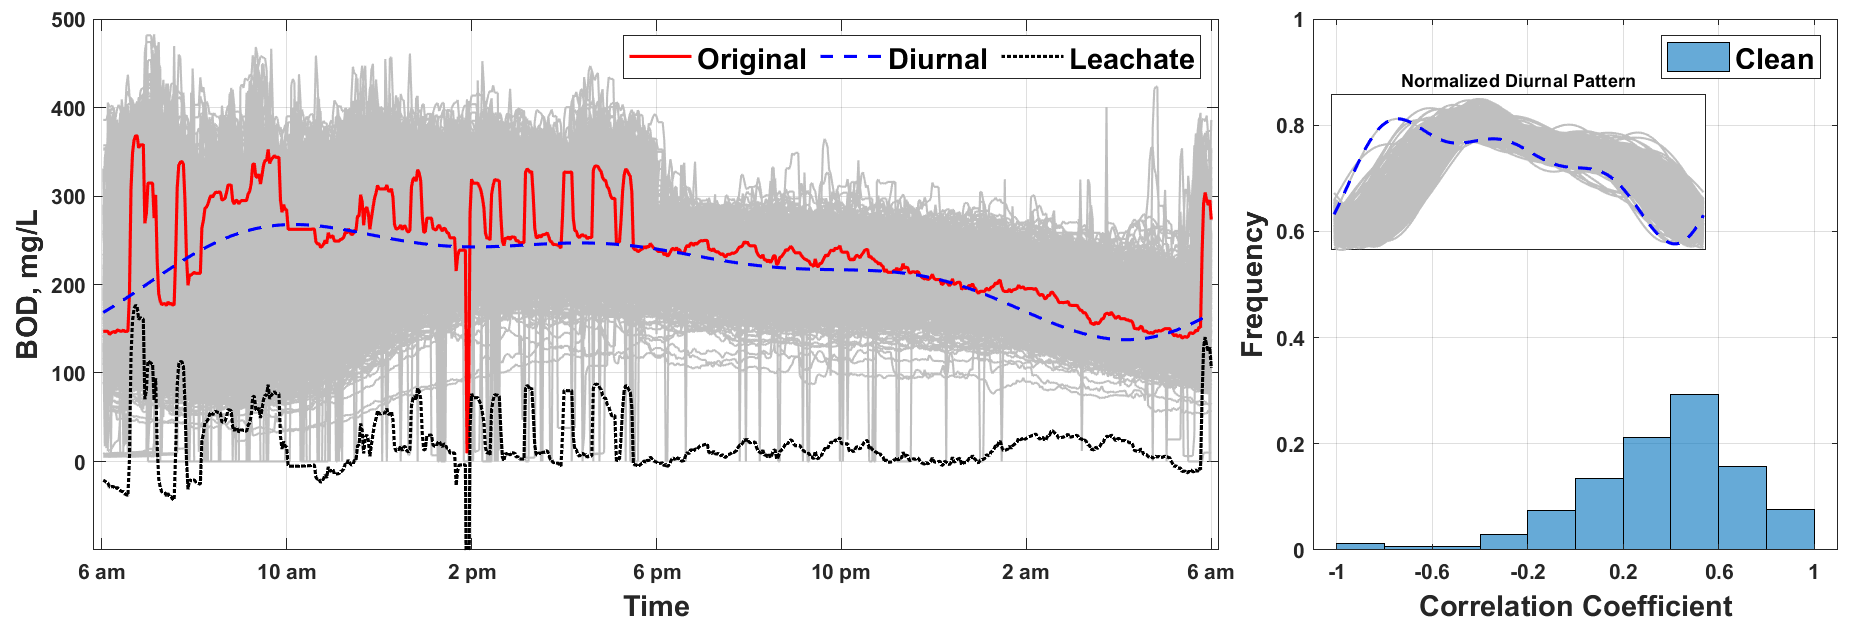 500
400
300
200
100
0
BOD, mg/L
Original Diurnal Leachate
6 am 10 am 2 pm 6 pm 10 pm 2 am 6 am
Time
1
0.8
0.6
0.4
0.2
0
Frequency
Clean
Normalized Diurnal Pattern
-1 -0.6 -0.2 0.2 0.6 1
Correlation Coefficient